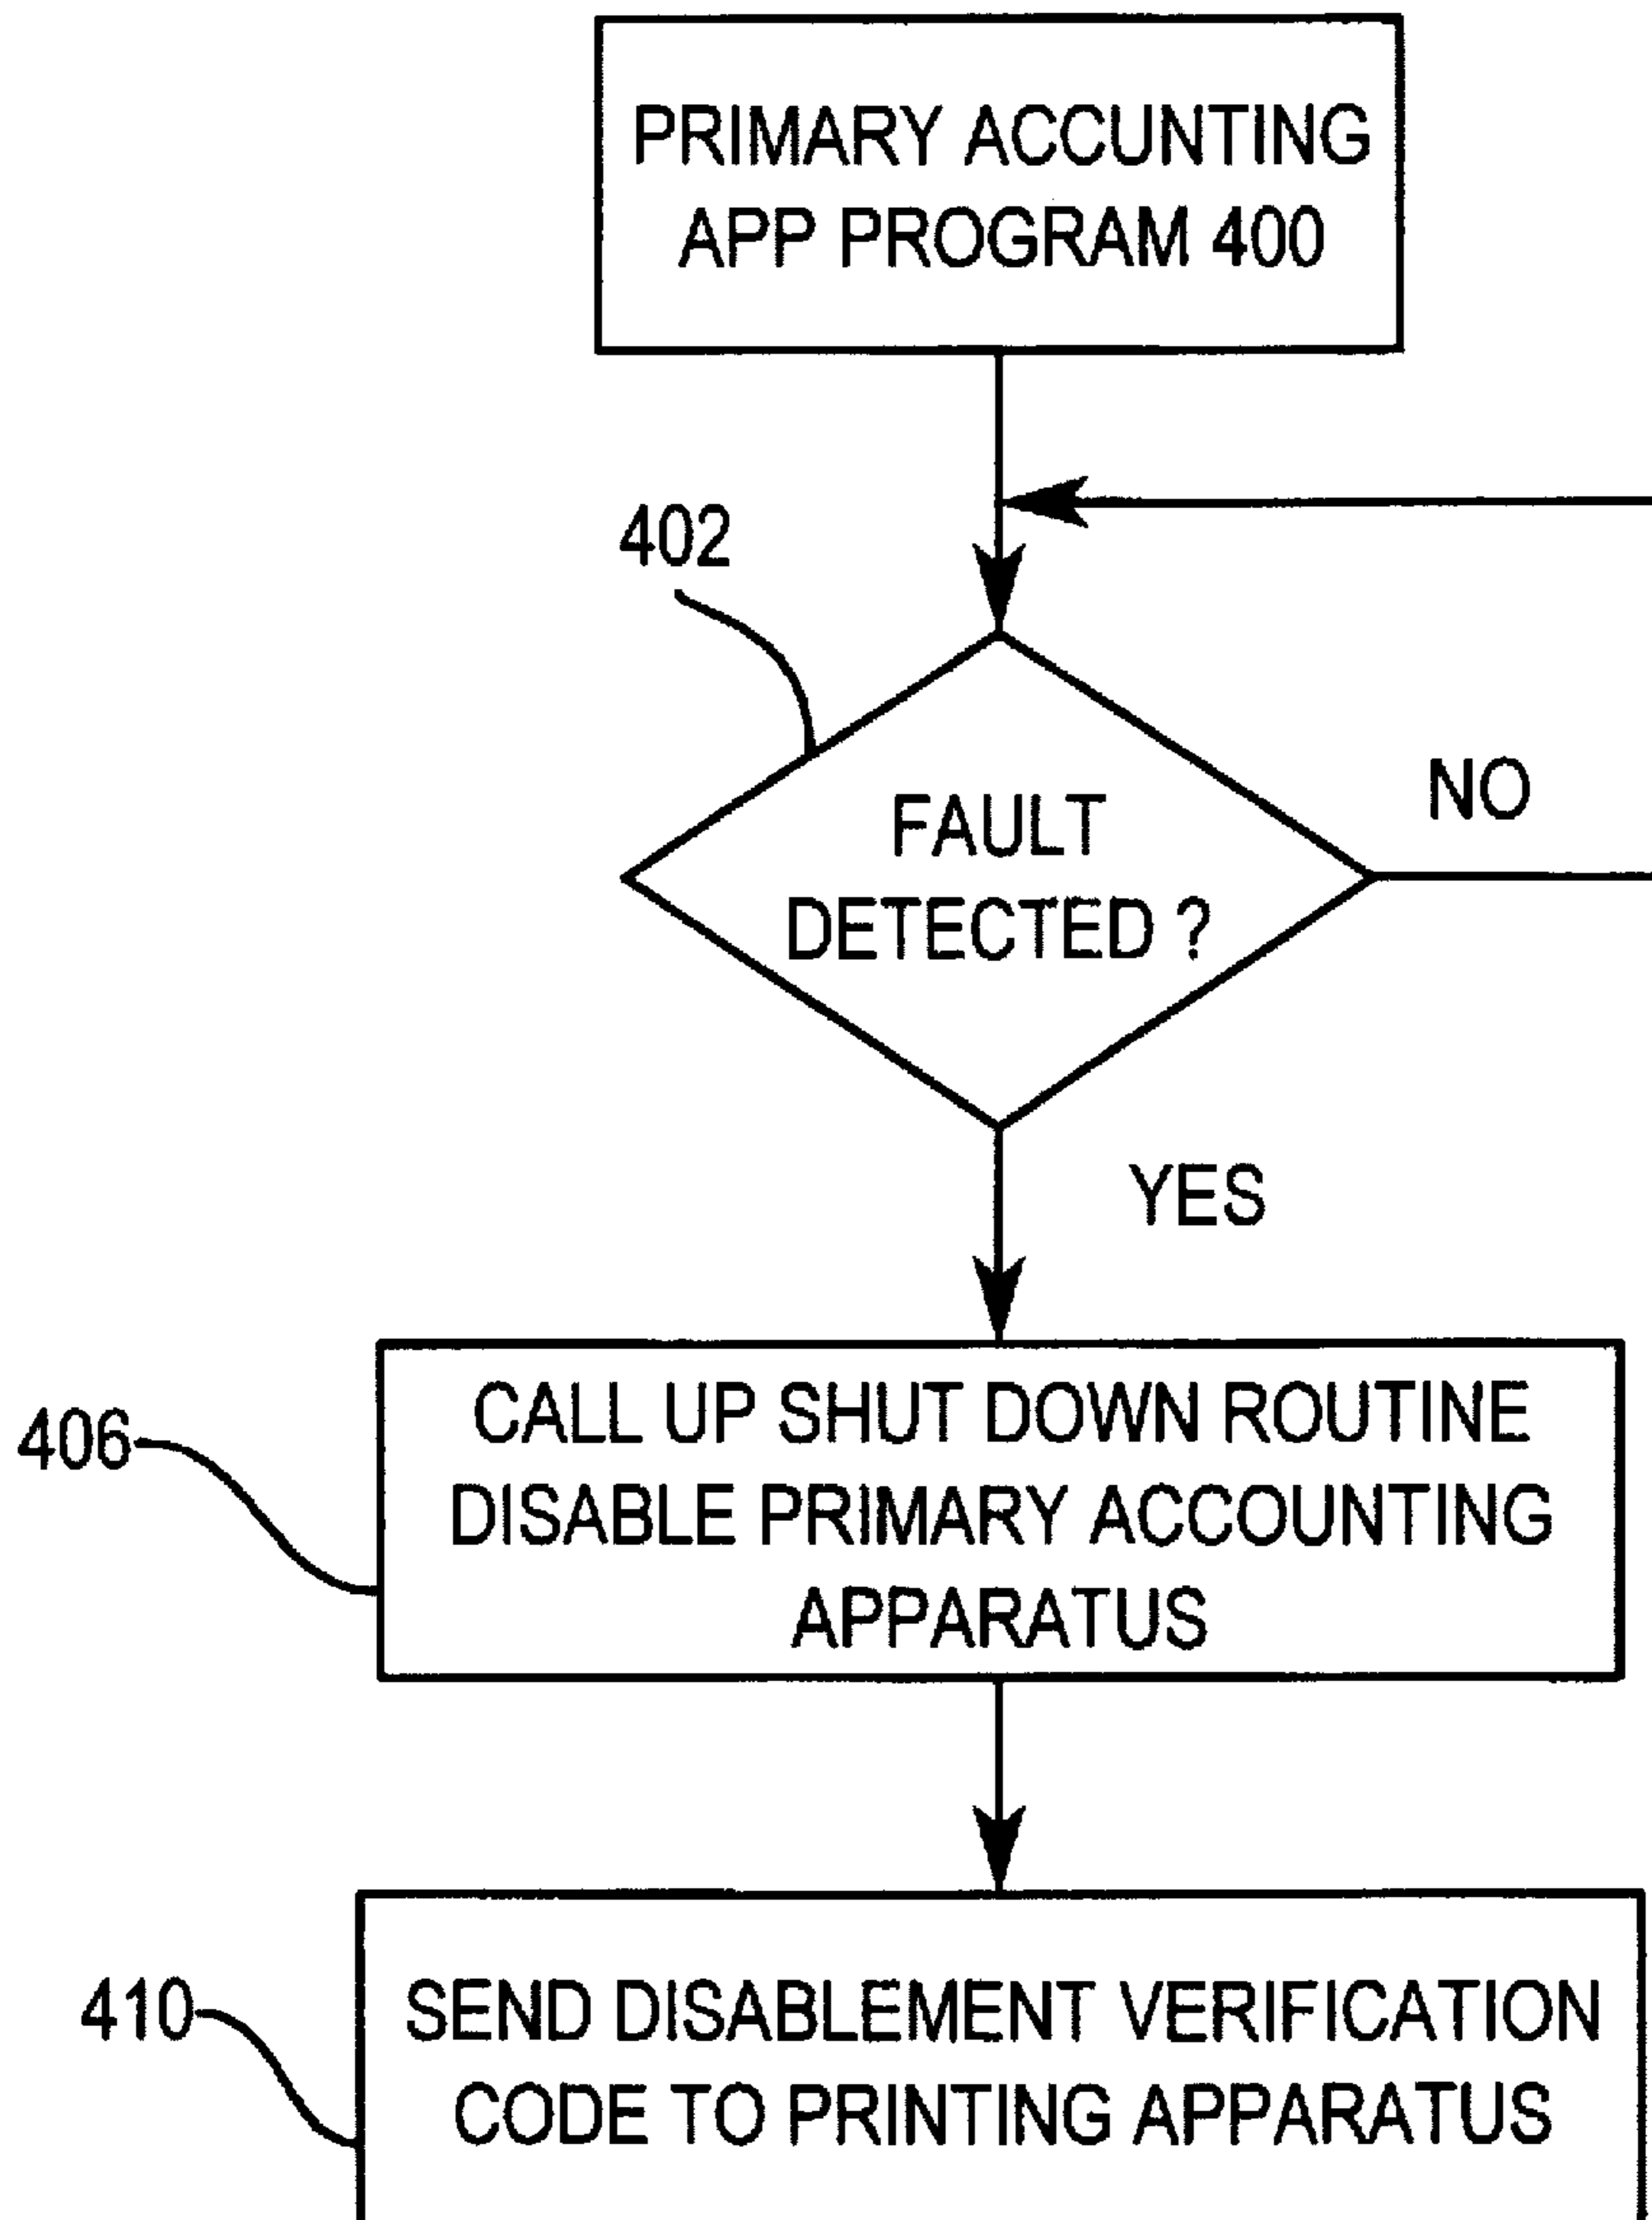 PRIMARY ACCUNTING
APP PROGRAM 400
402
FAULT
DETECTED ?
NO
YES
406
CALL UP SHUT DOWN ROUTINE
DISABLE PRIMARY ACCOUNTING
APPARATUS
410
SEND DISABLEMENT VERIFICATION
CODE TO PRINTING APPARATUS